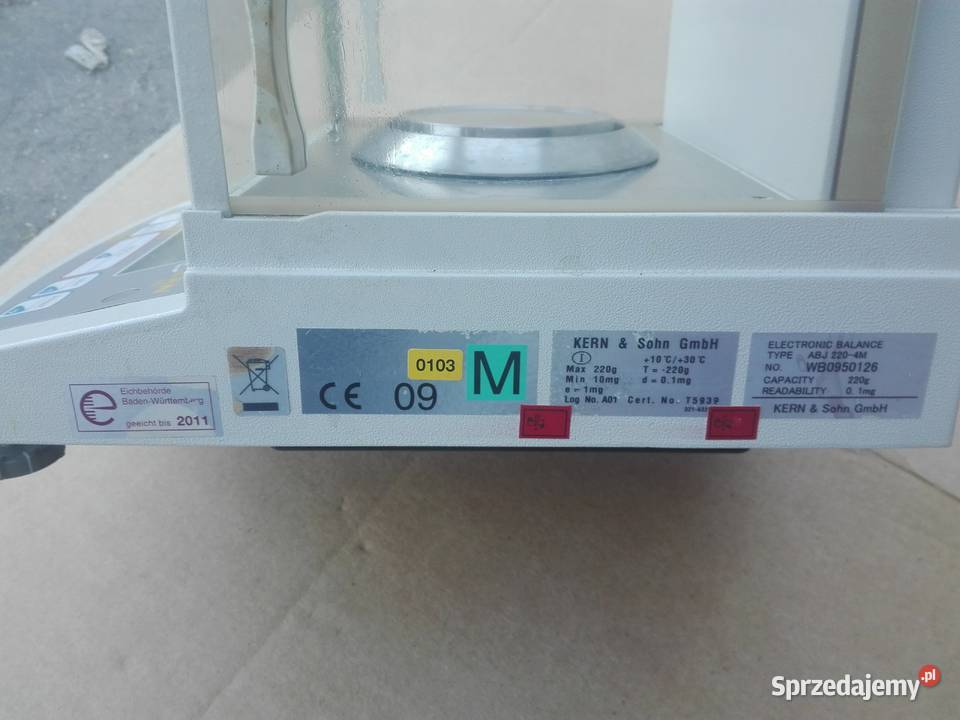 Eichbehörde
Baden-Württemberg
e
geeicht bis 2011
CE 09
0103
M
KERN & Sohn GmbH
I +10°C/+30°C
Max 220g T = -220g
Min 10mg d = 0.1mg
e = 1mg
Log No. A01 Cert. No. T5939
ELECTRONIC BALANCE
TYPE ABJ 220-4M
NO. WB0950126
CAPACITY 220g
READABILITY 0.1mg
KERN & Sohn GmbH
Sprzedajemy.pl